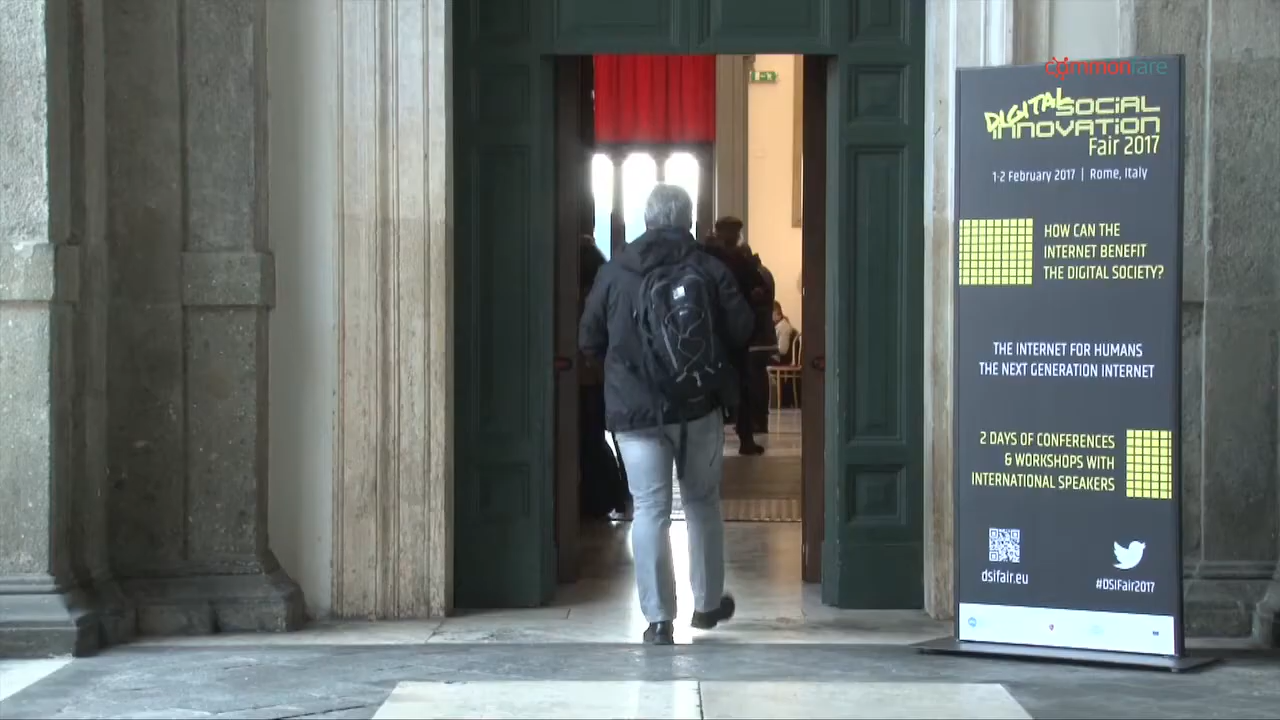 commonfare
DIGITAL SOCIAL
INNOVATION
Fair 2017
1-2 February 2017 | Rome, Italy
HOW CAN THE
INTERNET BENEFIT
THE DIGITAL SOCIETY?
THE INTERNET FOR HUMANS
THE NEXT GENERATION INTERNET
2 DAYS OF CONFERENCES
& WORKSHOPS WITH
INTERNATIONAL SPEAKERS
dsifair.eu
#DSIFair2017